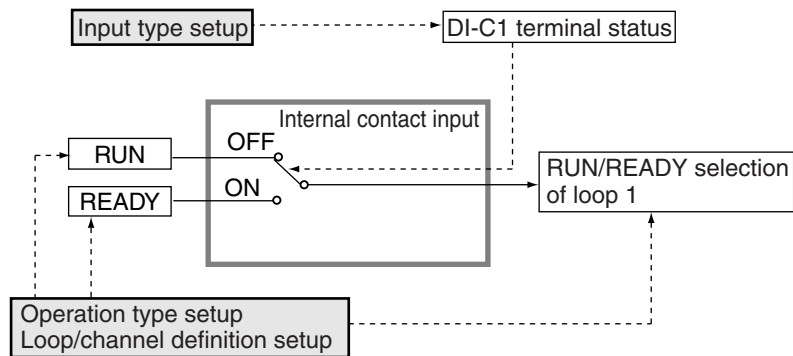 Input type setup
DI-C1 terminal status
Internal contact input
RUN
OFF
READY
ON
RUN/READY selection
of loop 1
Operation type setup
Loop/channel definition setup